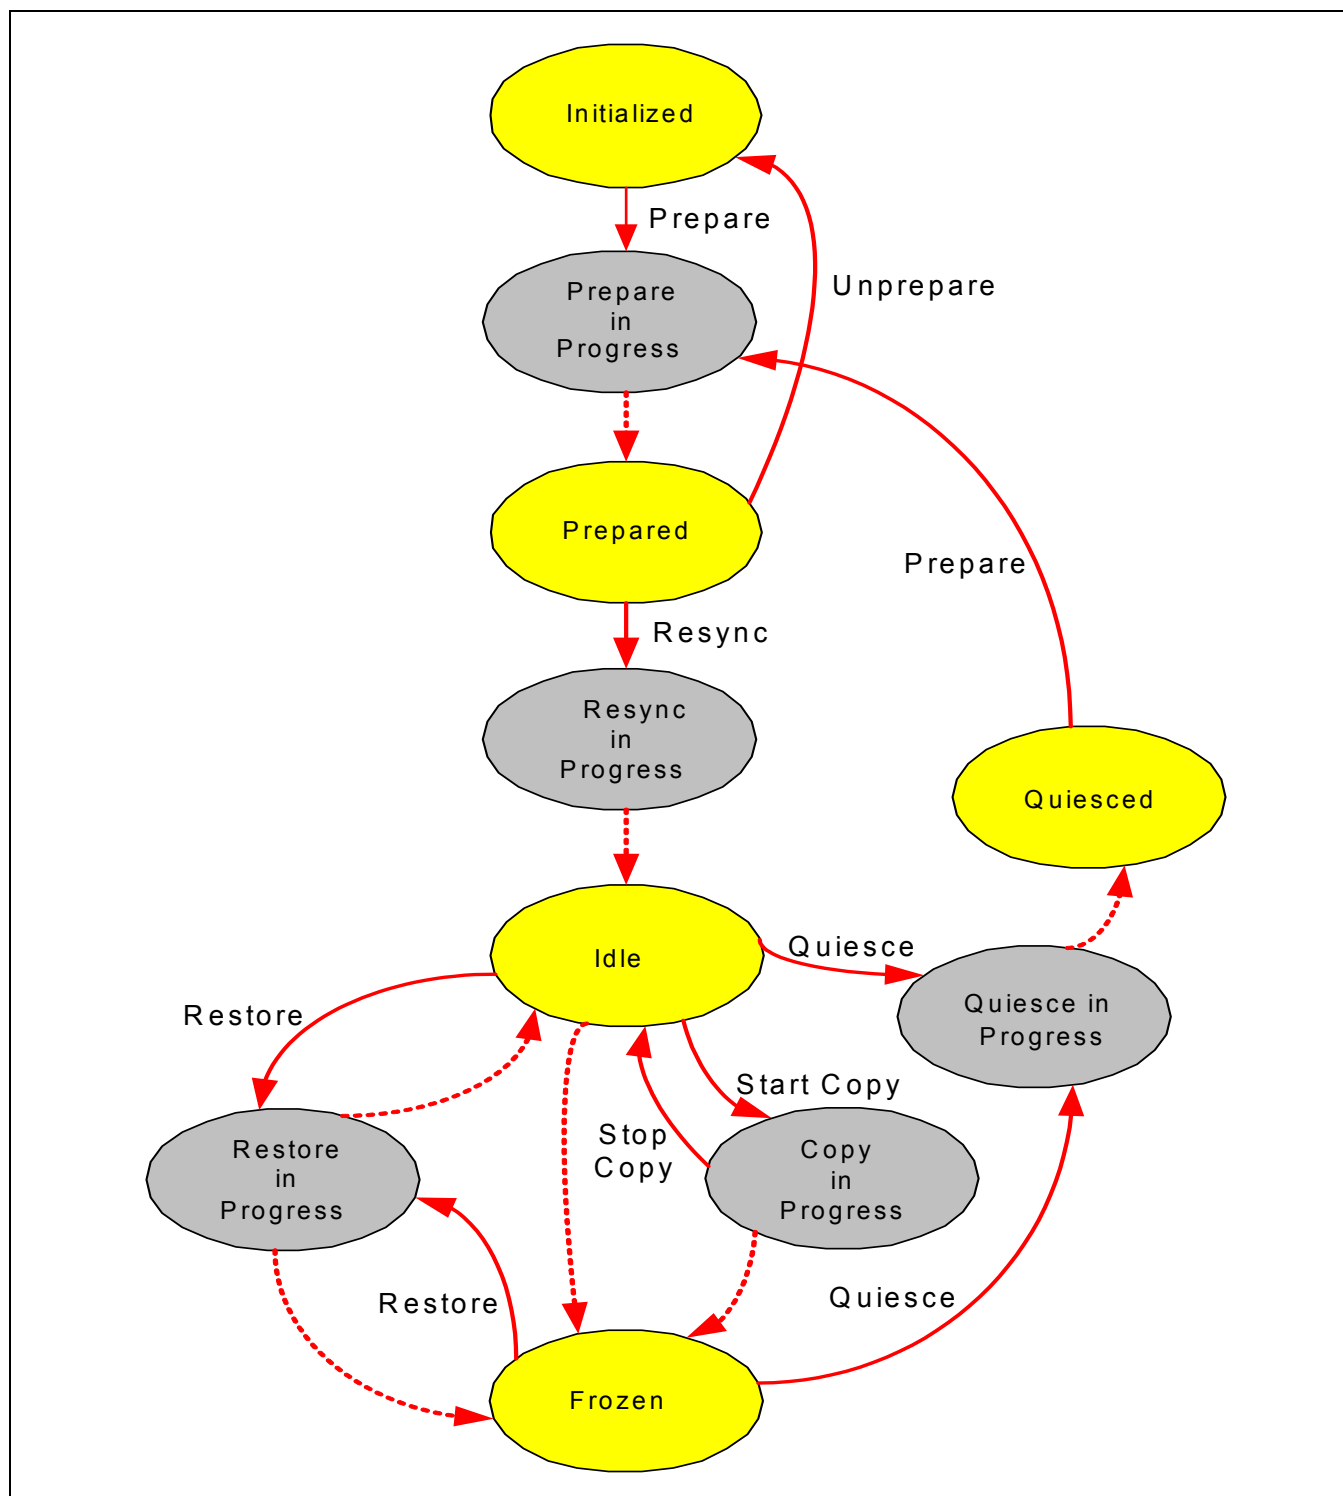 Initialized
Prepare
Unprepare
Prepare
in
Progress
Prepared
Prepare
Resync
Resync
in
Progress
Quiesced
Idle
Quiesce
Quiesce in
Progress
Restore
Start Copy
Stop
Copy
Restore
in
Progress
Copy
in
Progress
Restore
Quiesce
Frozen